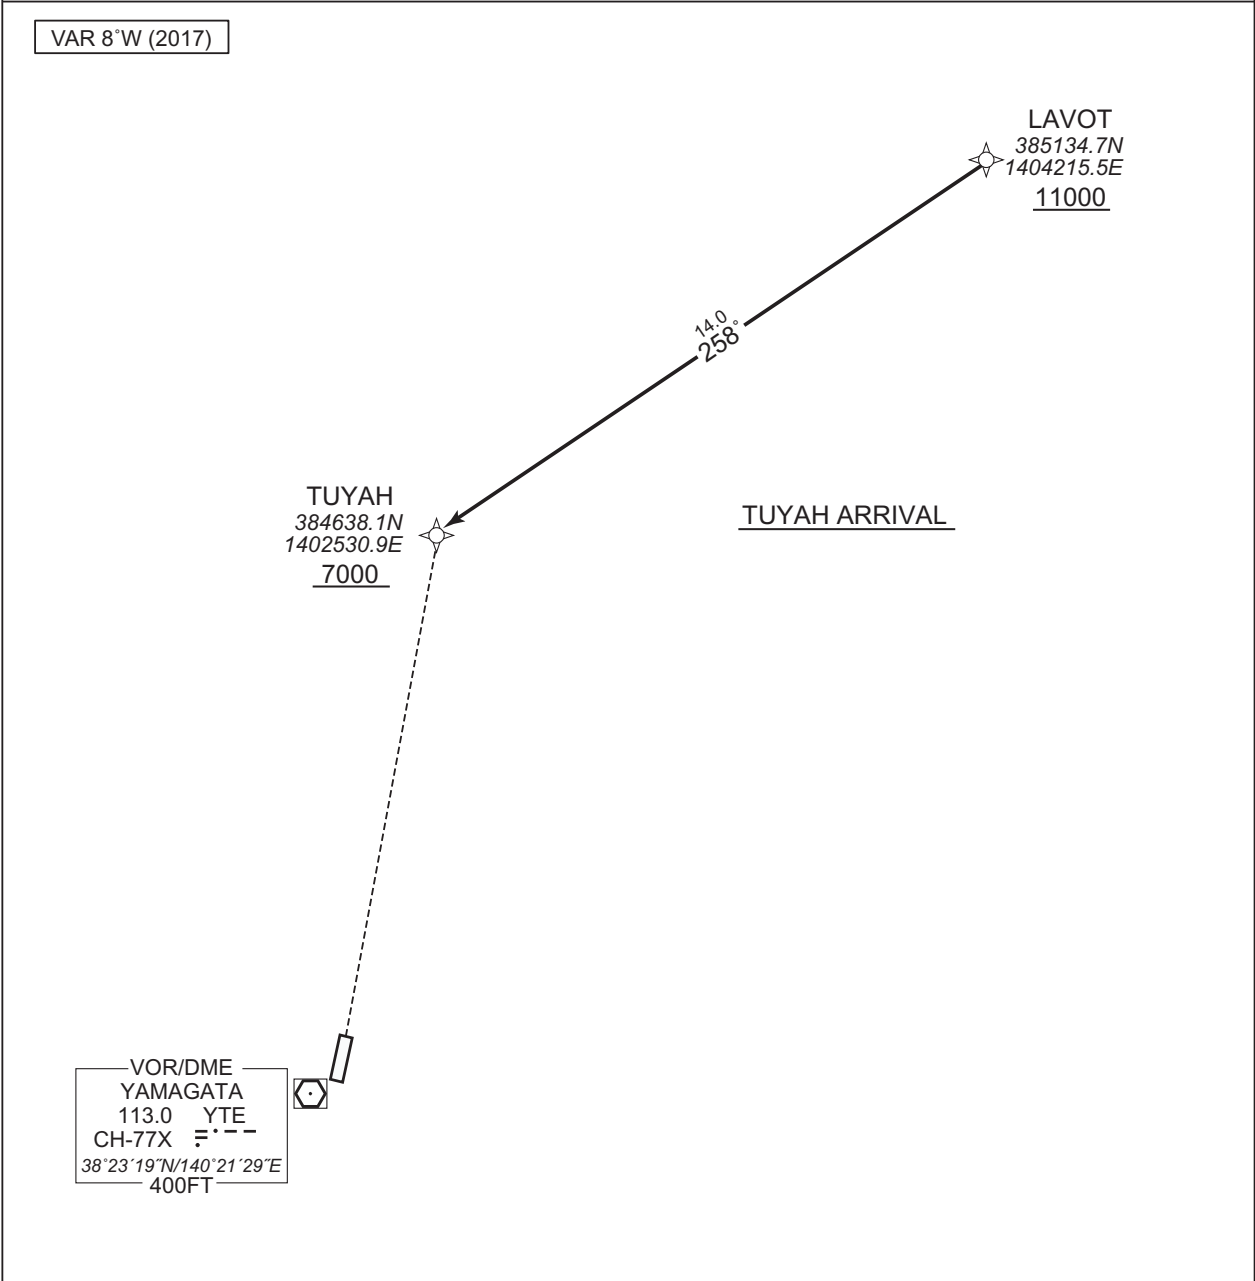 VAR 8˚W (2017)
LAVOT
385134.7N
1404215.5E
11000
14.0
258˚
TUYAH
384638.1N
1402530.9E
7000
TUYAH ARRIVAL
VOR/DME
YAMAGATA
113.0 YTE
CH-77X
38˚23´19˝N/140˚21´29˝E
400FT